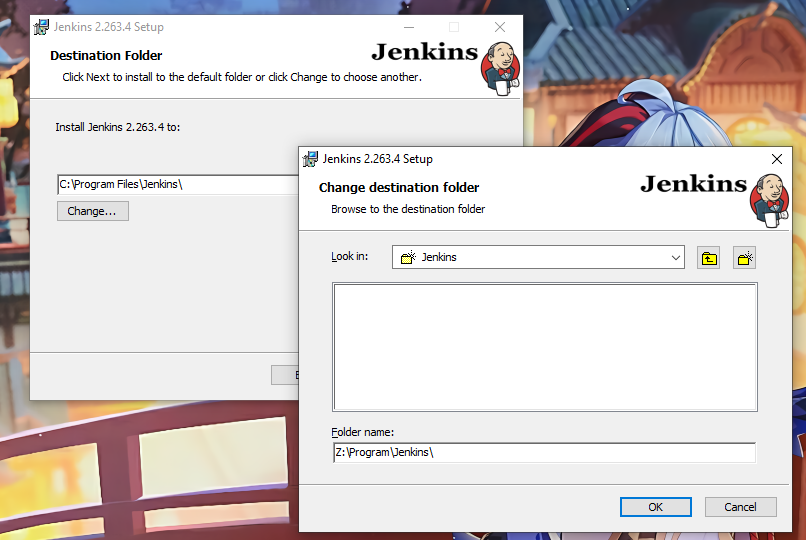 Jenkins 2.263.4 Setup
Destination Folder
Click Next to install to the default folder or click Change to choose another.
Jenkins
Install Jenkins 2.263.4 to:
C:\Program Files\Jenkins\
Change...
Jenkins 2.263.4 Setup
Change destination folder
Browse to the destination folder
Jenkins
Look in:
Jenkins
Folder name:
Z:\Program\Jenkins\
OK
Cancel